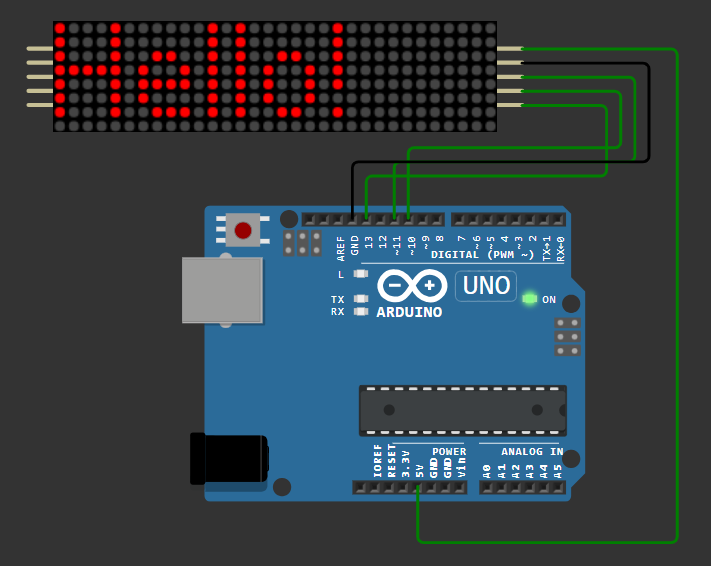 Hello!
AREF
GND
13
12
~11
~10
~9
8
7
~6
~5
4
~3
2
TX→1
RX←0
DIGITAL (PWM ~)
L
TX
RX
UNO
ON
ARDUINO
POWER
ANALOG IN
IOREF
RESET
3.3V
5V
GND
GND
Vin
A0
A1
A2
A3
A4
A5